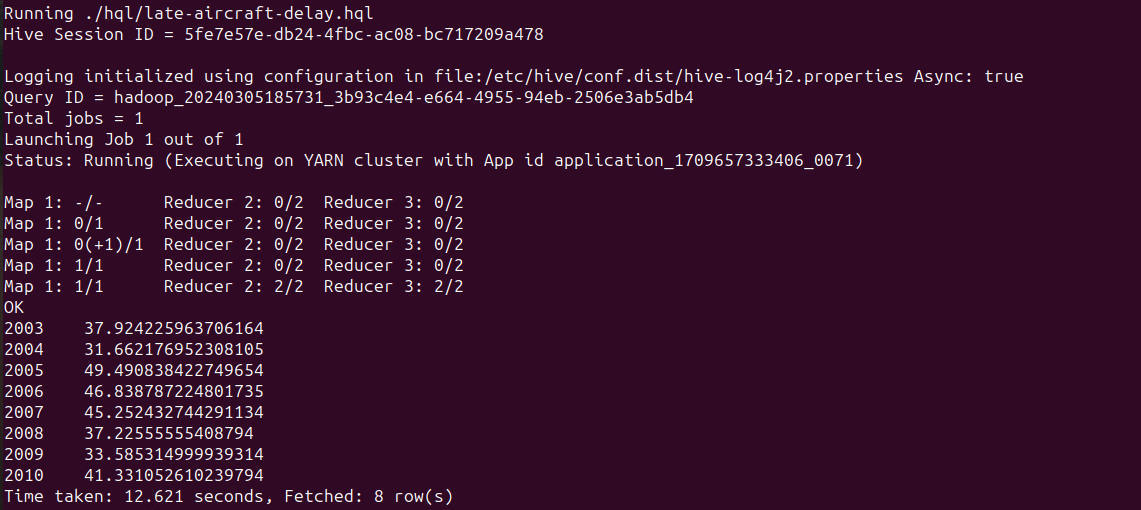 Running ./hql/late-aircraft-delay.hql
Hive Session ID = 5fe7e57e-db24-4fbc-ac08-bc717209a478
Logging initialized using configuration in file:/etc/hive/conf.dist/hive-log4j2.properties Async: true
Query ID = hadoop_20240305185731_3b93c4e4-e664-4955-94eb-2506e3ab5db4
Total jobs = 1
Launching Job 1 out of 1
Status: Running (Executing on YARN cluster with App id application_1709657333406_0071)
Map 1: -/-      Reducer 2: 0/2  Reducer 3: 0/2
Map 1: 0/1      Reducer 2: 0/2  Reducer 3: 0/2
Map 1: 0(+1)/1  Reducer 2: 0/2  Reducer 3: 0/2
Map 1: 1/1      Reducer 2: 0/2  Reducer 3: 0/2
Map 1: 1/1      Reducer 2: 2/2  Reducer 3: 2/2
OK
2003    37.924225963706164
2004    31.662176952308105
2005    49.490838422749654
2006    46.838787224801735
2007    45.252432744291134
2008    37.22555555408794
2009    33.585314999939314
2010    41.331052610239794
Time taken: 12.621 seconds, Fetched: 8 row(s)